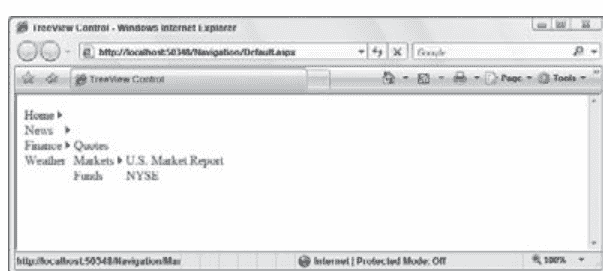 TreeView Control - Windows Internet Explorer
http://localhost:50348/Navigation/Default.aspx
Google
TreeView Control
Page
Tools
Home
News
Finance Quotes
Weather Markets U.S. Market Report
Funds NYSE
http://localhost:50348/Navigation/Mar
Internet | Protected Mode: Off
100%